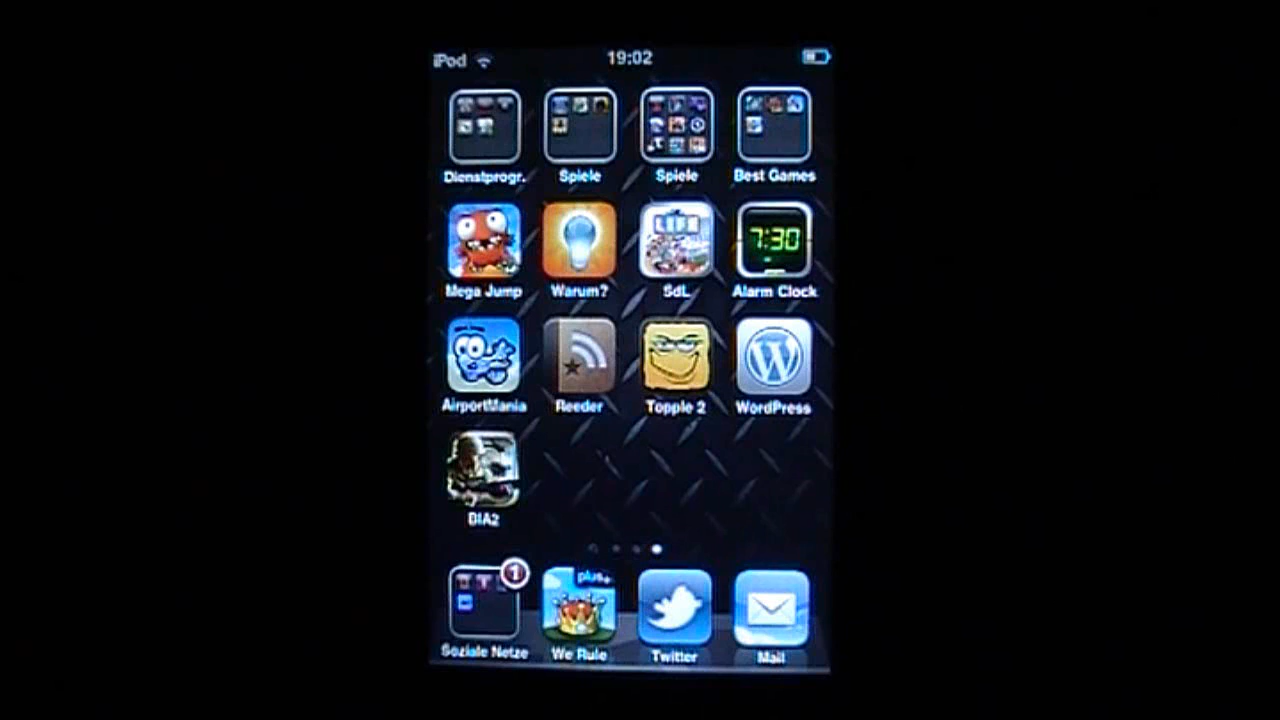 iPod 19:02
Dienstprogr. Spiele Spiele Best Games
LIFE 7:30
Mega Jump Warum? SdL Alarm Clock
W
AirportMania Reeder Topple 2 WordPress
BIA2
1 plus+
Soziale Netze We Rule Twitter Mail